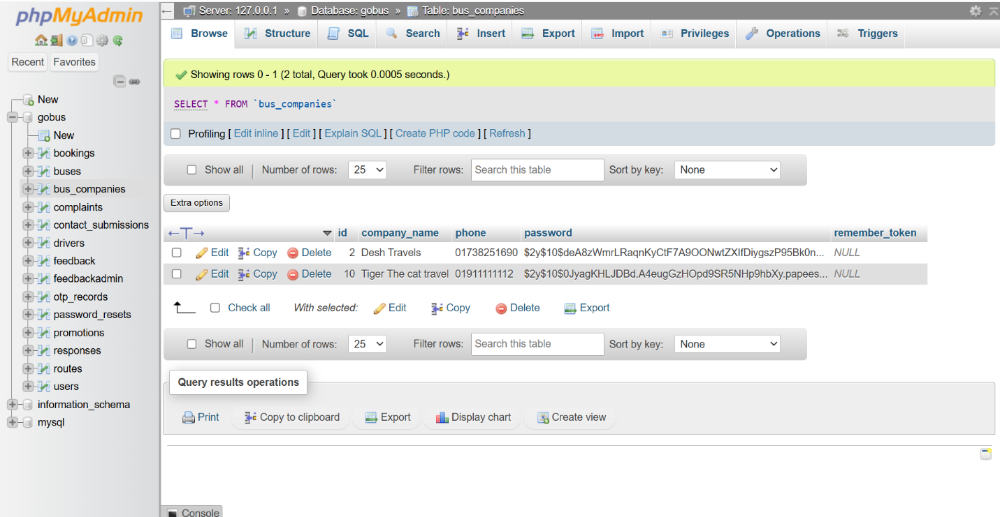 phpMyAdmin
Recent Favorites
New
gobus
New
bookings
buses
bus_companies
complaints
contact_submissions
drivers
feedback
feedbackadmin
otp_records
password_resets
promotions
responses
routes
users
information_schema
mysql
Server: 127.0.0.1 » Database: gobus » Table: bus_companies
Browse Structure SQL Search Insert Export Import Privileges Operations Triggers
Showing rows 0 - 1 (2 total, Query took 0.0005 seconds.)
SELECT * FROM `bus_companies`
Profiling [ Edit inline ] [ Edit ] [ Explain SQL ] [ Create PHP code ] [ Refresh ]
Show all | Number of rows: 25 Filter rows: Search this table Sort by key: None
Extra options
←T→ id company_name phone password remember_token
Edit Copy Delete 2 Desh Travels 01738251690 $2y$10$deA8zWmrLRaqnKyCtF7A9OONwtZXIfDiygszP95Bk0n... NULL
Edit Copy Delete 10 Tiger The cat travel 01911111112 $2y$10$0JyagKHLJDBd.A4eugGzHOpd9SR5NHp9hbXy.papees... NULL
Check all With selected: Edit Copy Delete Export
Show all | Number of rows: 25 Filter rows: Search this table Sort by key: None
Query results operations
Print Copy to clipboard Export Display chart Create view
Console